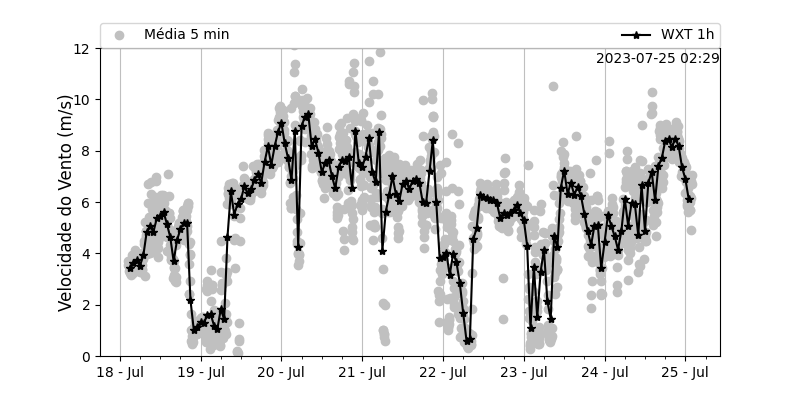 Média 5 min
WXT 1h
2023-07-25 02:29
Velocidade do Vento (m/s)
12
10
8
6
4
2
0
18 - Jul
19 - Jul
20 - Jul
21 - Jul
22 - Jul
23 - Jul
24 - Jul
25 - Jul